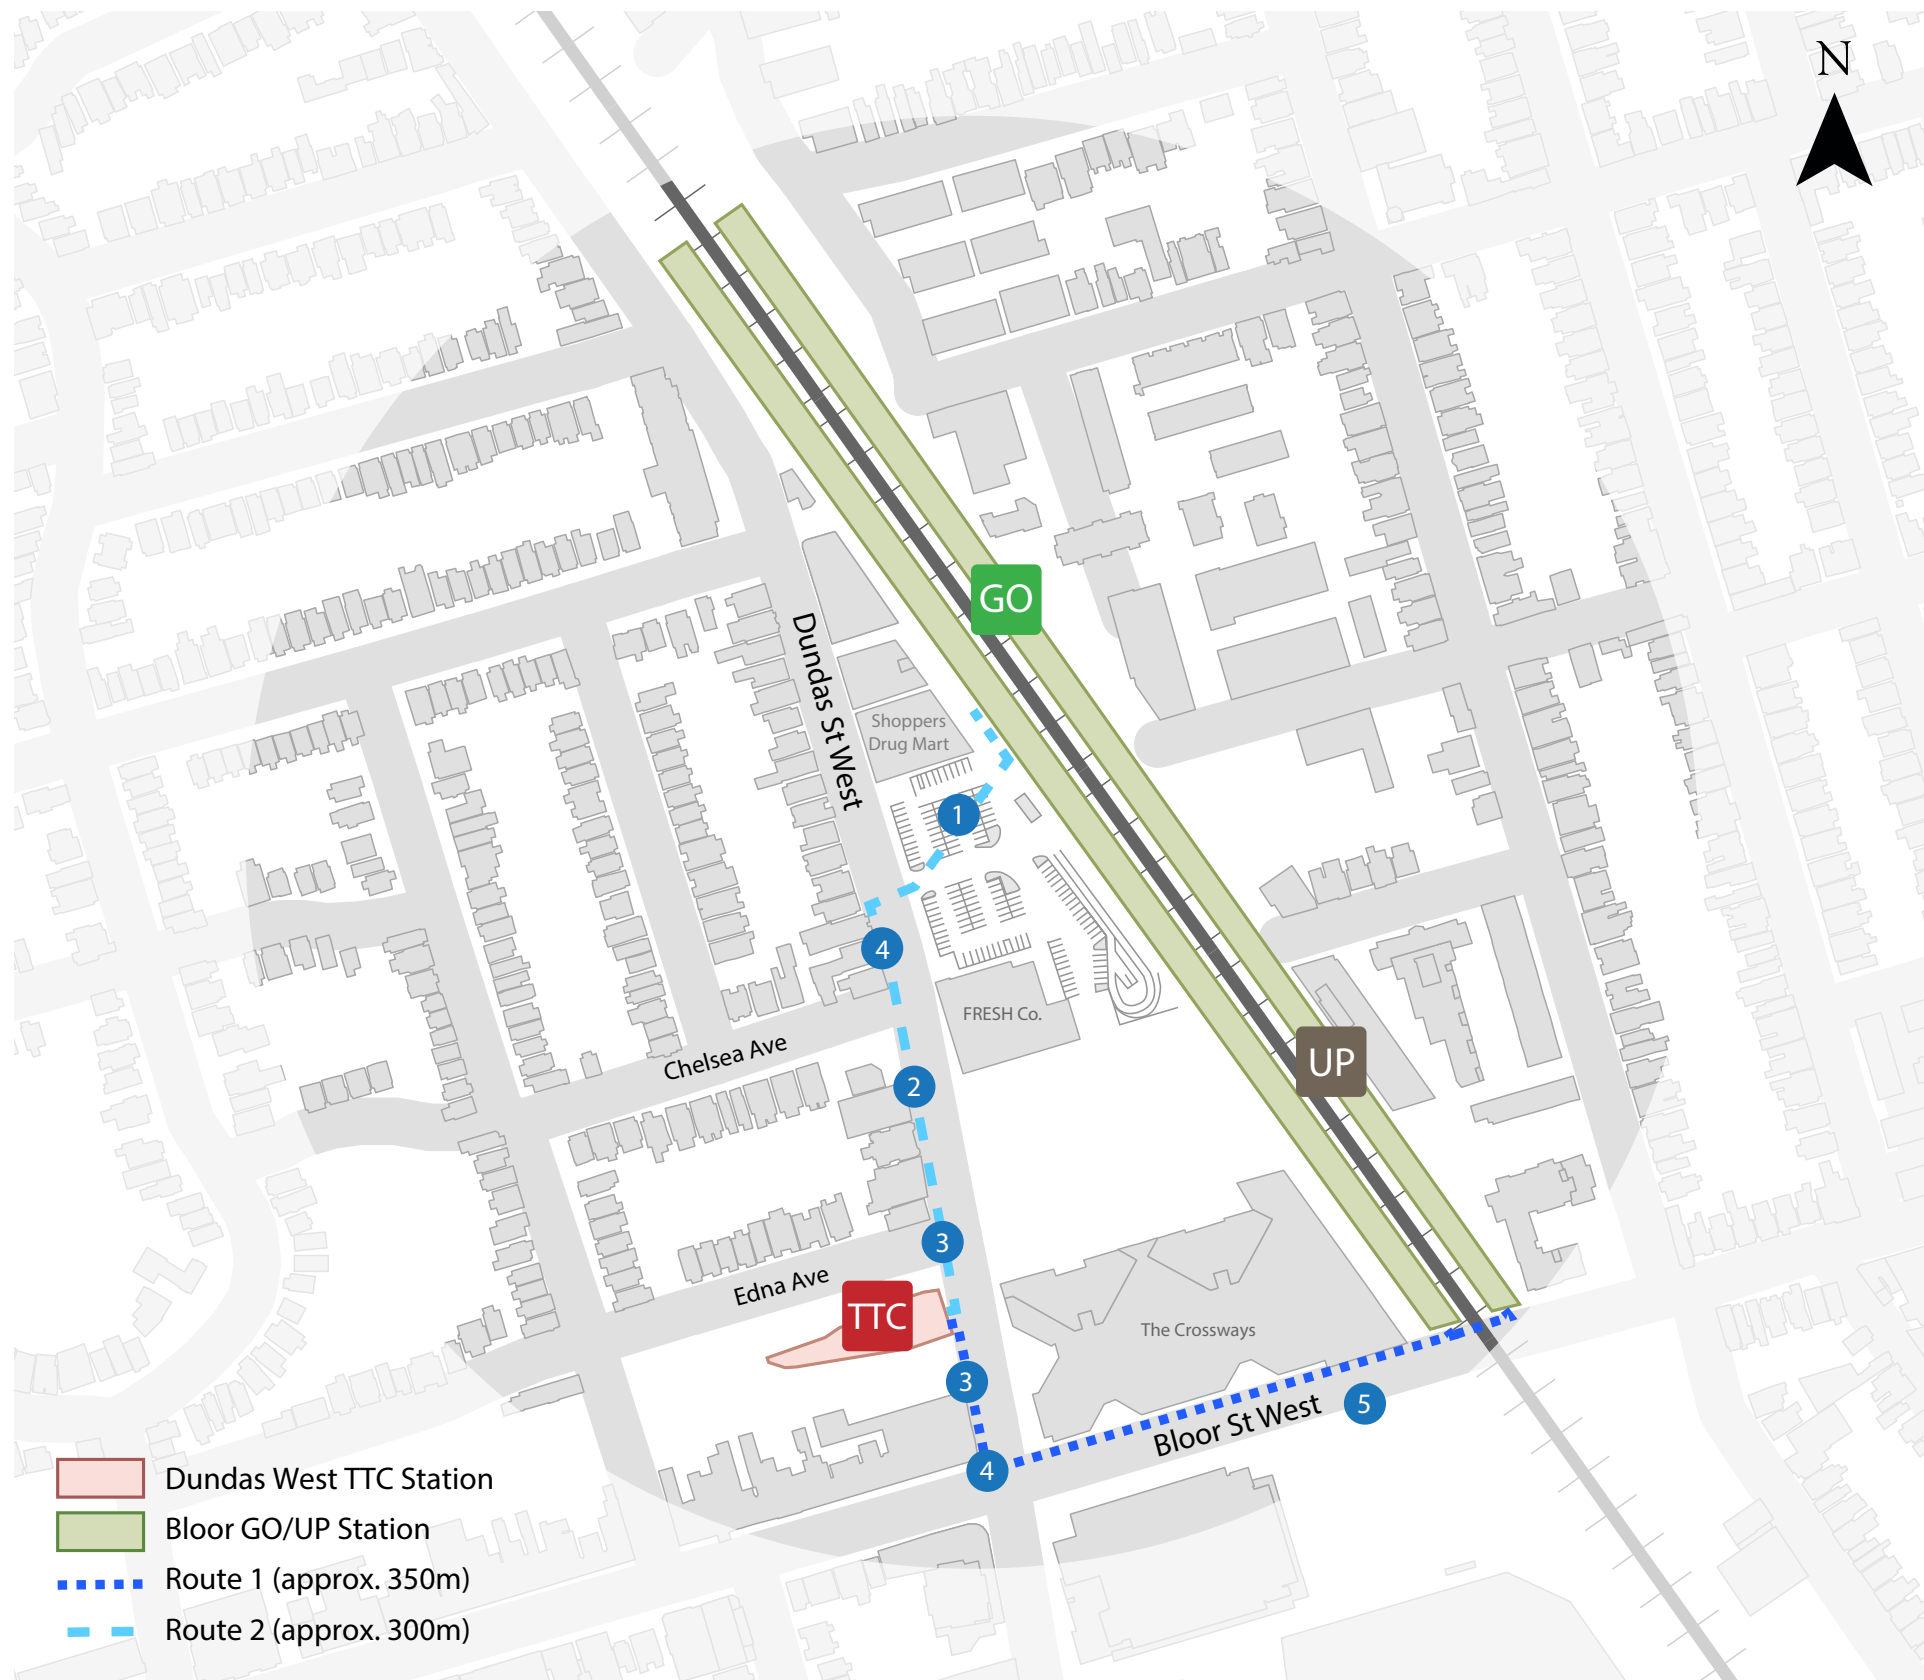 N
GO
Dundas St West
Shoppers
Drug Mart
1
4
FRESH Co.
Chelsea Ave
UP
2
3
Edna Ave
TTC
The Crossways
3
5
Bloor St West
4
Dundas West TTC Station
Bloor GO/UP Station
Route 1 (approx. 350m)
Route 2 (approx. 300m)